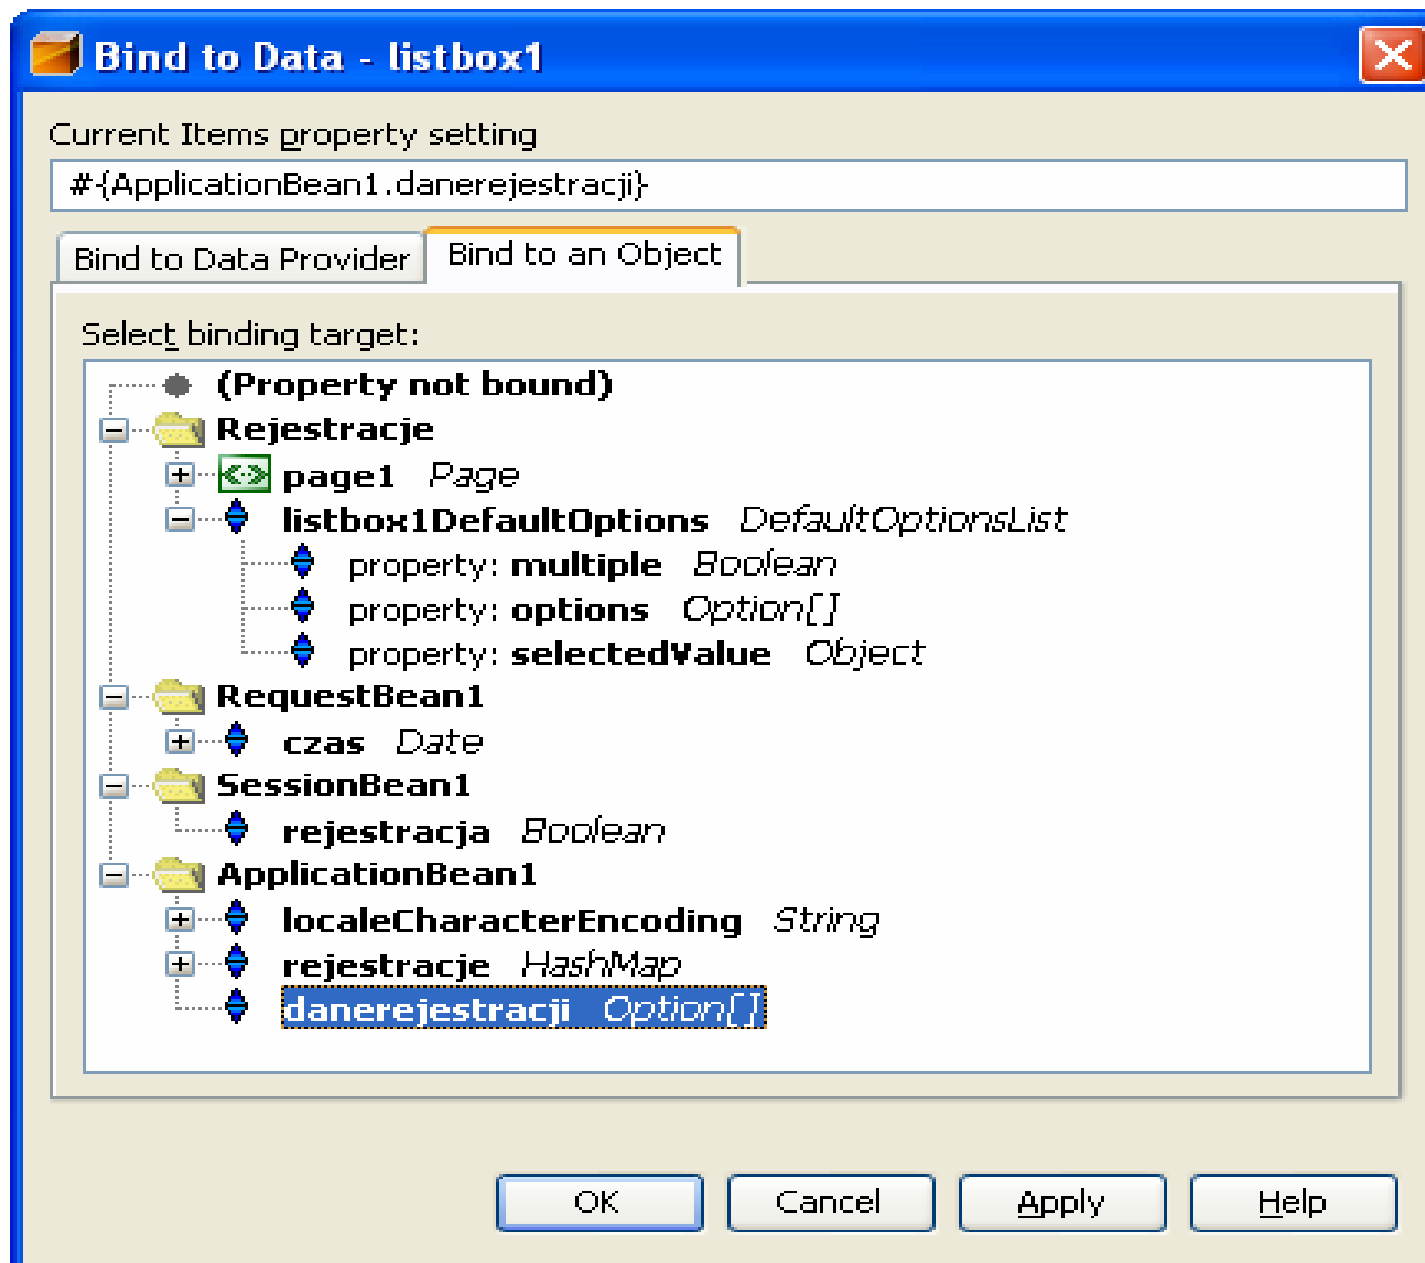 Bind to Data - listbox1
Current Items property setting
#{ApplicationBean1.danerejestracji}
Bind to Data Provider Bind to an Object
Select binding target:
(Property not bound)
Rejestracje
page1 Page
listbox1DefaultOptions DefaultOptionsList
property: multiple Boolean
property: options Option[]
property: selectedValue Object
RequestBean1
czas Date
SessionBean1
rejestracja Boolean
ApplicationBean1
localeCharacterEncoding String
rejestracje HashMap
danerejestracji Option[]
OK Cancel Apply Help